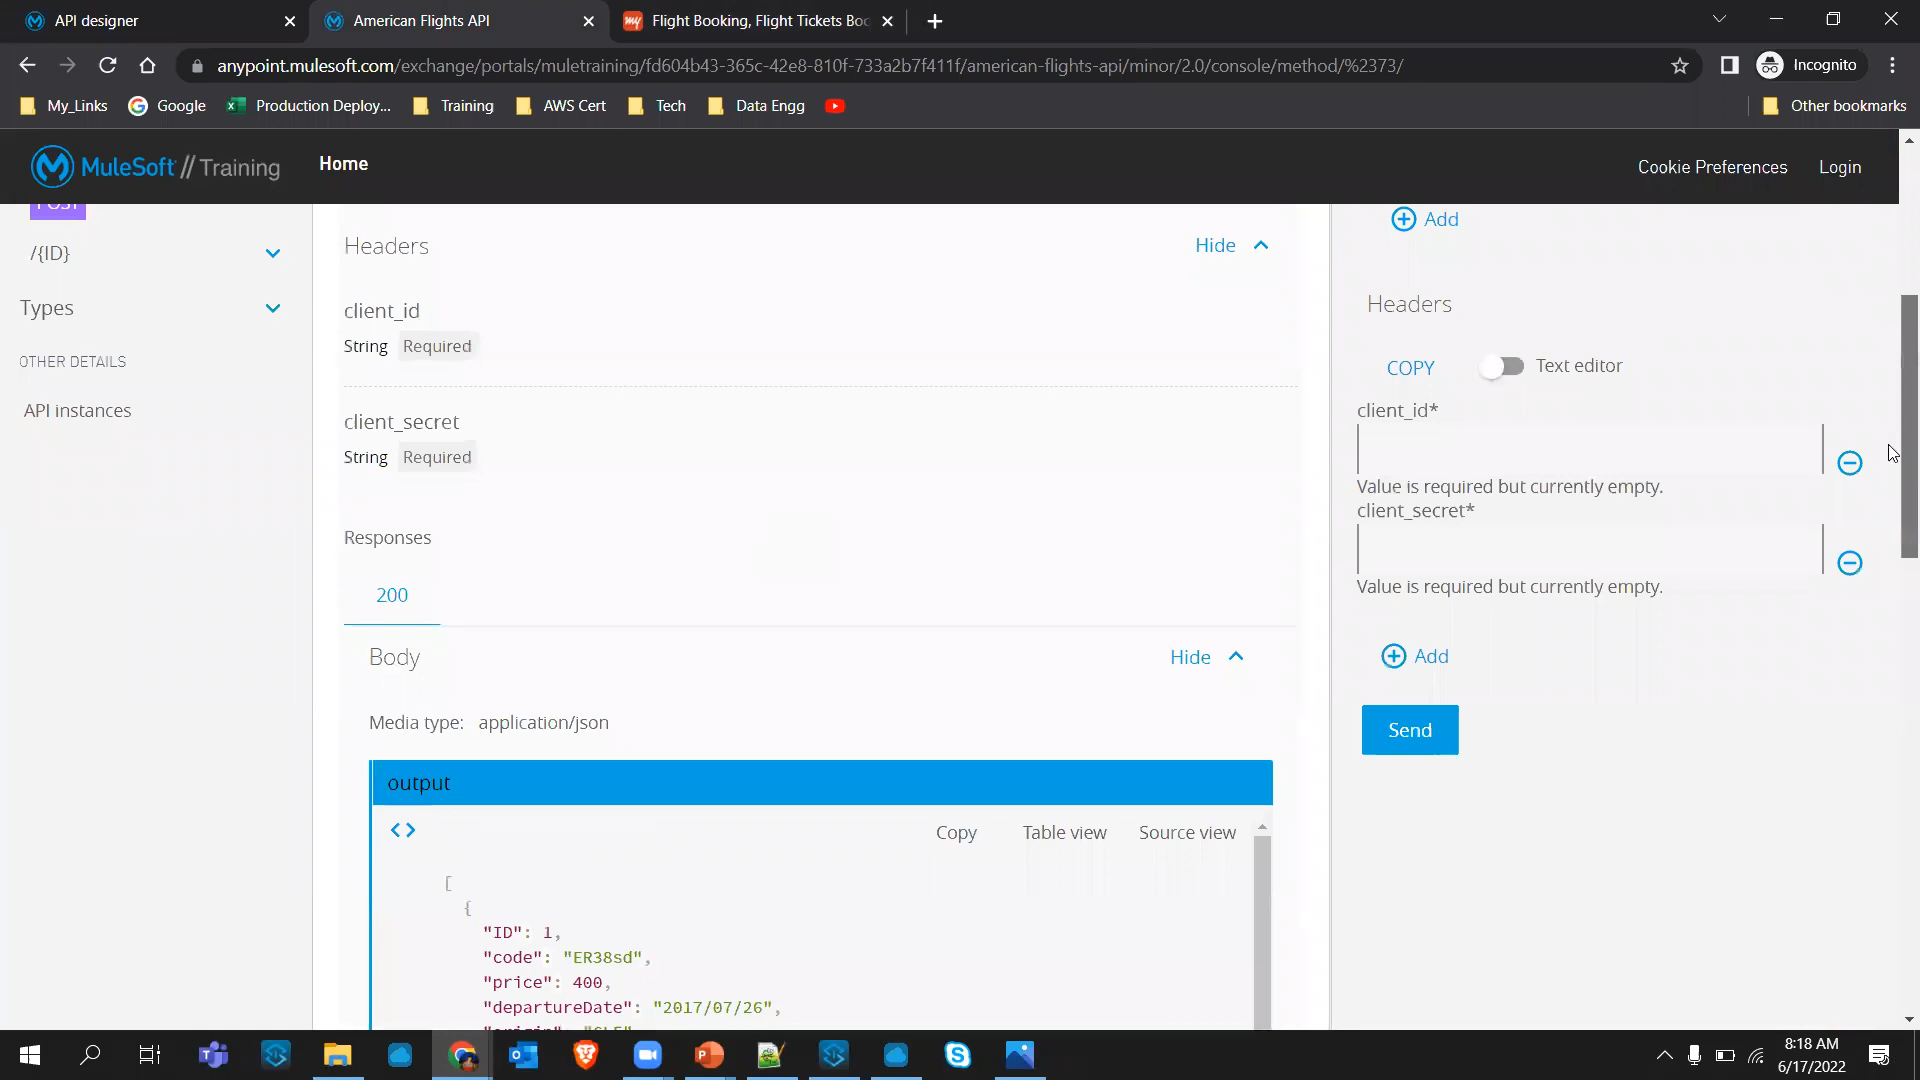 API designer
American Flights API
my
Flight Booking, Flight Tickets Boo
anypoint.mulesoft.com/exchange/portals/muletraining/fd604b43-365c-42e8-810f-733a2b7f411f/american-flights-api/minor/2.0/console/method/%2373/
Incognito
My_Links
Google
Production Deploy...
Training
AWS Cert
Tech
Data Engg
Other bookmarks
MuleSoft // Training
Home
Cookie Preferences
Login
POST
/{ID}
Types
OTHER DETAILS
API instances
Headers
Hide
client_id
String Required
client_secret
String Required
Responses
200
Body
Hide
Media type: application/json
output
Copy
Table view
Source view
[
{
"ID": 1,
"code": "ER38sd",
"price": 400,
"departureDate": "2017/07/26",
Add
Headers
COPY
Text editor
client_id*
Value is required but currently empty.
client_secret*
Value is required but currently empty.
Add
Send
8:18 AM
6/17/2022